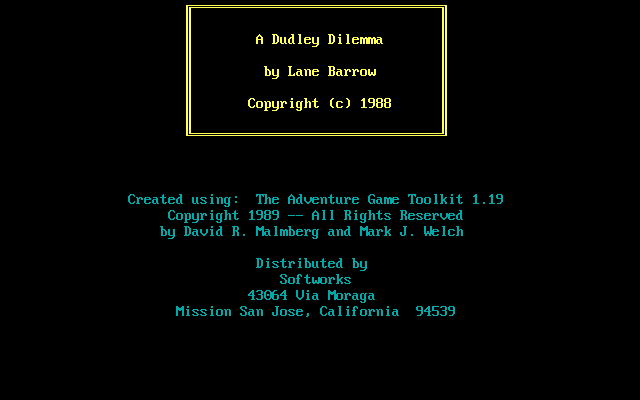 A Dudley Dilemma
by Lane Barrow
Copyright (c) 1988
Created using:  The Adventure Game Toolkit 1.19
Copyright 1989 -- All Rights Reserved
by David R. Malmberg and Mark J. Welch
Distributed by
Softworks
43064 Via Moraga
Mission San Jose, California  94539